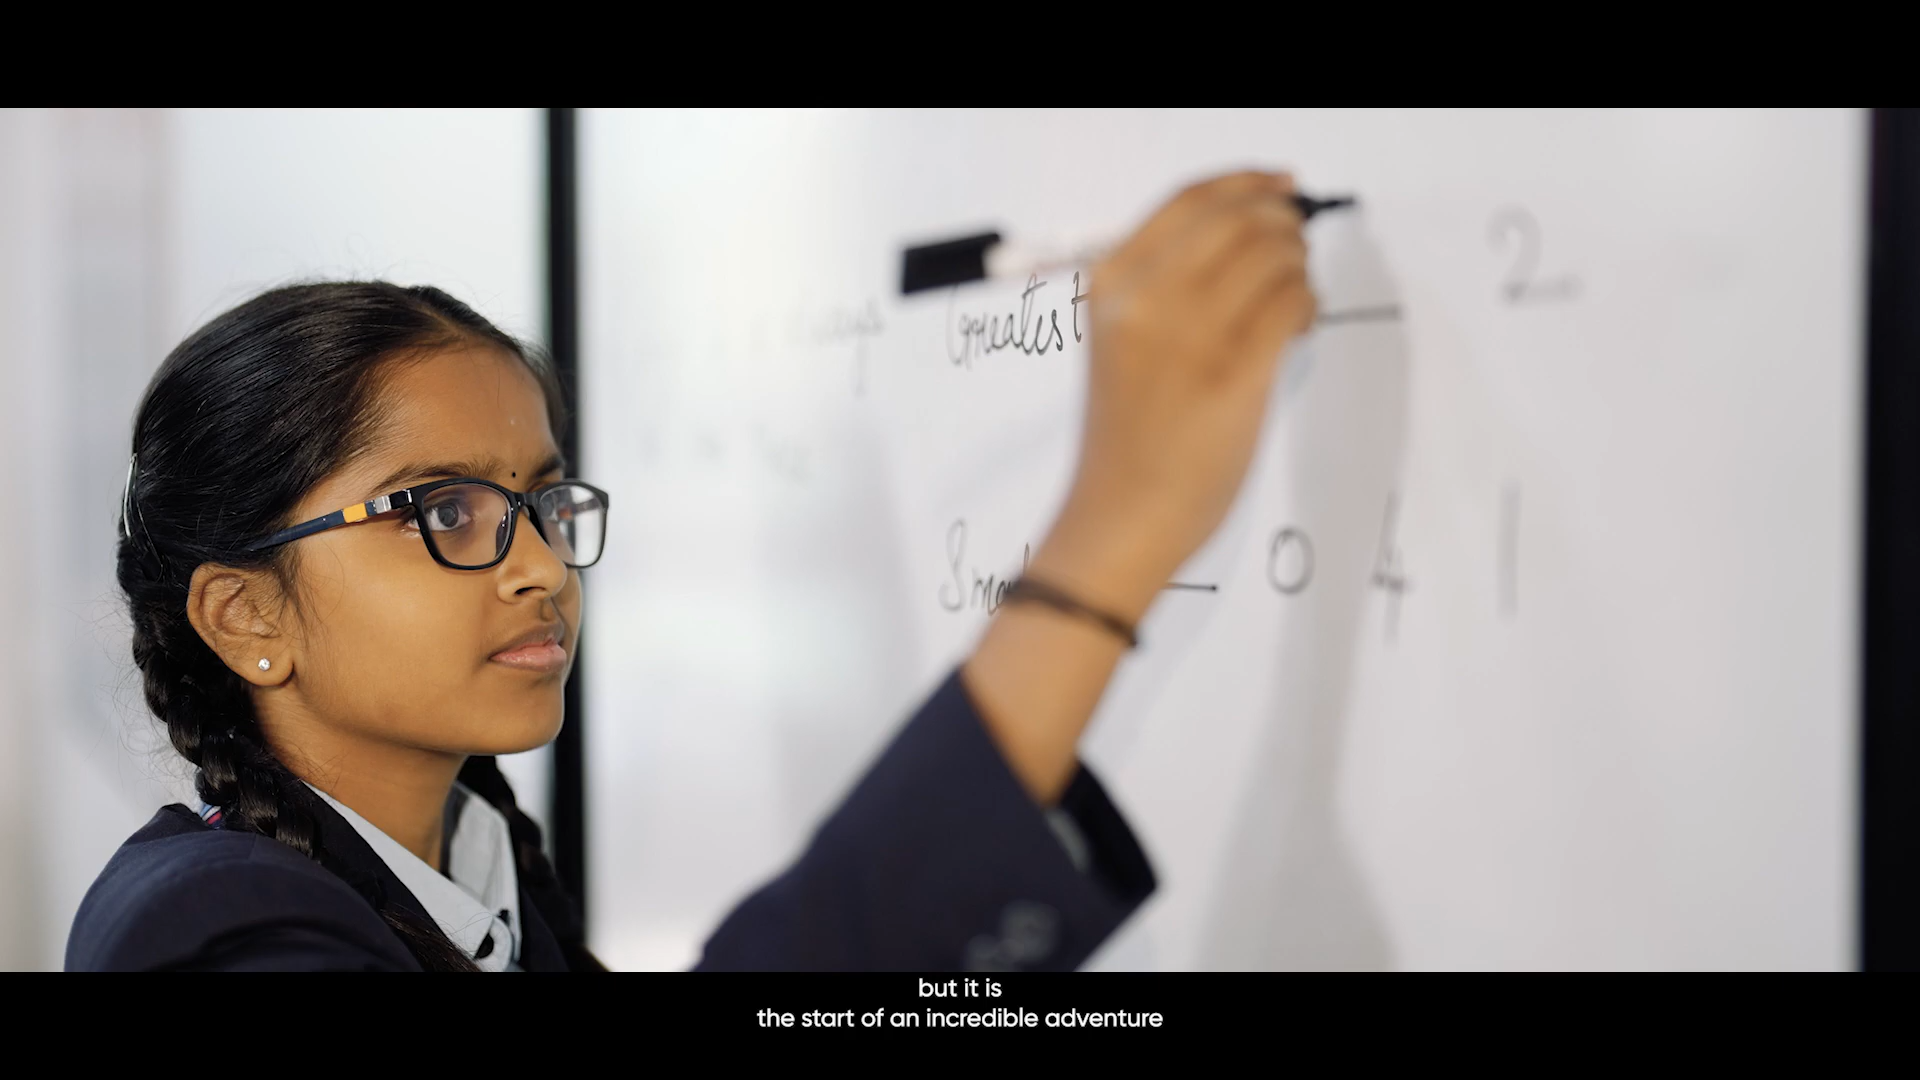 Greatest 2
0 4 1
but it is
the start of an incredible adventure